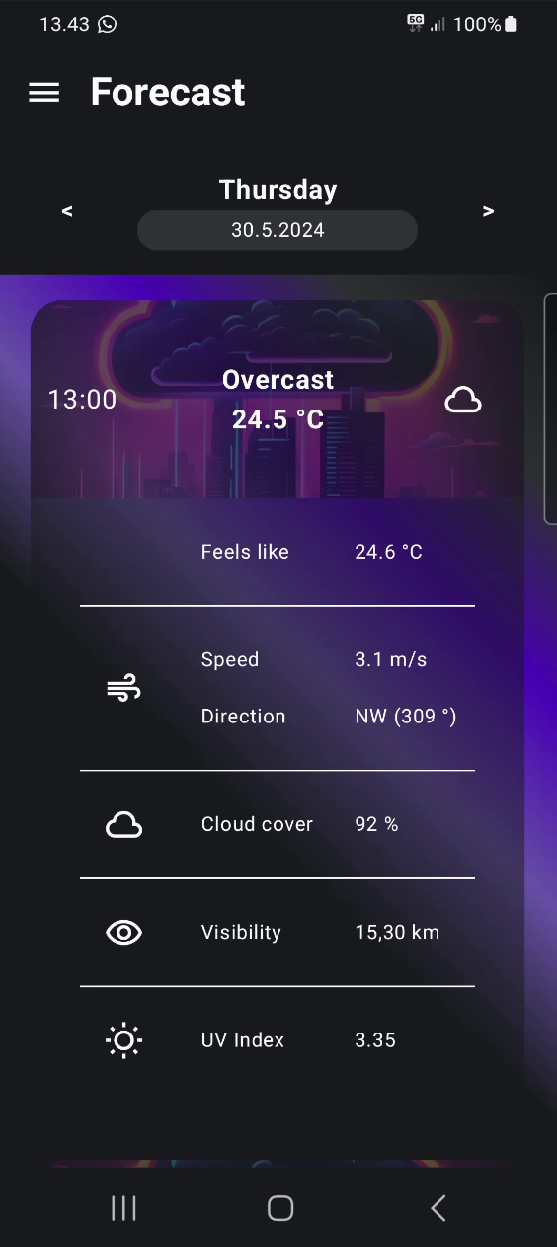 13.43 5G 100%
Forecast
Thursday
< 30.5.2024 >
13:00 Overcast
24.5 °C
Feels like 24.6 °C
Speed 3.1 m/s
Direction NW (309 °)
Cloud cover 92 %
Visibility 15,30 km
UV Index 3.35